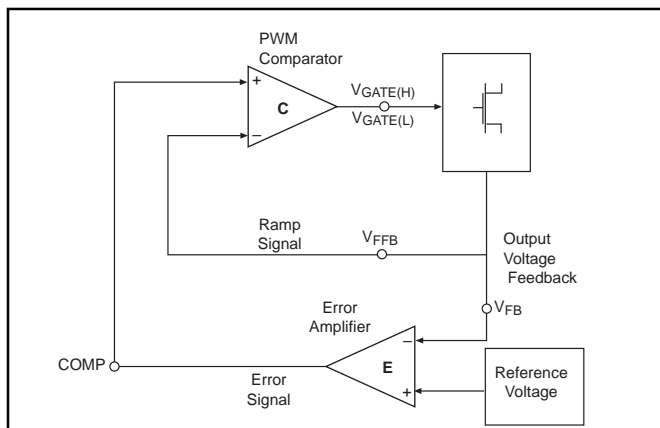 PWM
Comparator
+
C
–
VGATE(H)
VGATE(L)
Ramp
Signal
VFFB
Output
Voltage
Feedback
VFB
Error
Amplifier
–
E
+
COMP
Error
Signal
Reference
Voltage